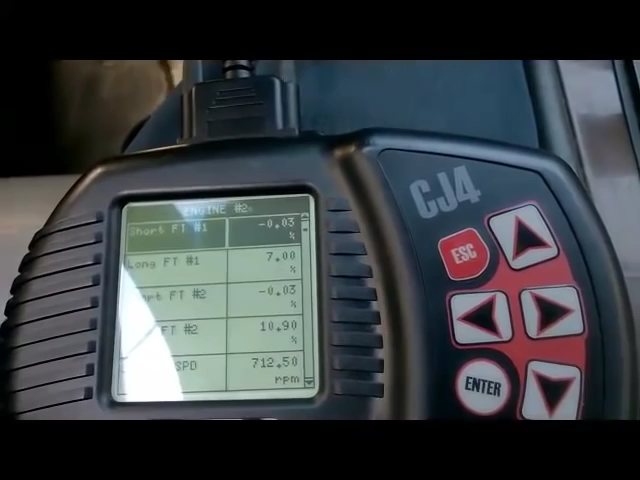 CJ4
ESC
ENTER
ENGINE #2
Short FT #1 -0.03
%
Long FT #1 7.00
%
FT #2 -0.03
%
FT #2 10.90
%
SPD 712.50
rpm